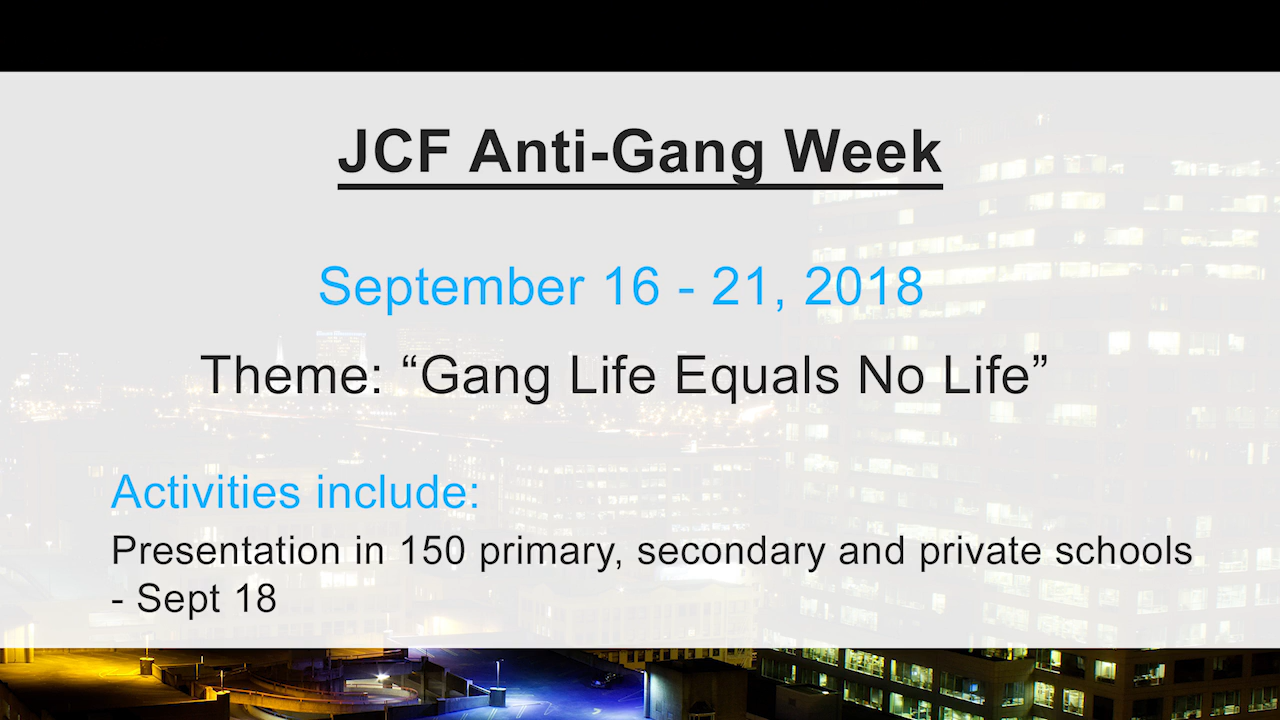 JCF Anti-Gang Week
September 16 - 21, 2018
Theme: “Gang Life Equals No Life”
Activities include:
Presentation in 150 primary, secondary and private schools
- Sept 18